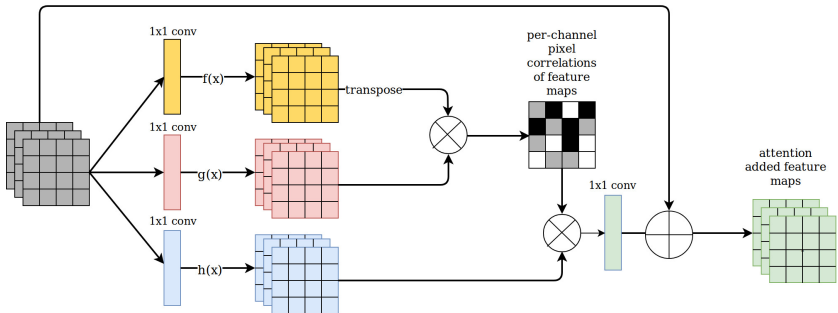 1x1 conv
f(x)
transpose
per-channel
pixel
correlations
of feature
maps
1x1 conv
g(x)
1x1 conv
attention
added feature
maps
1x1 conv
h(x)